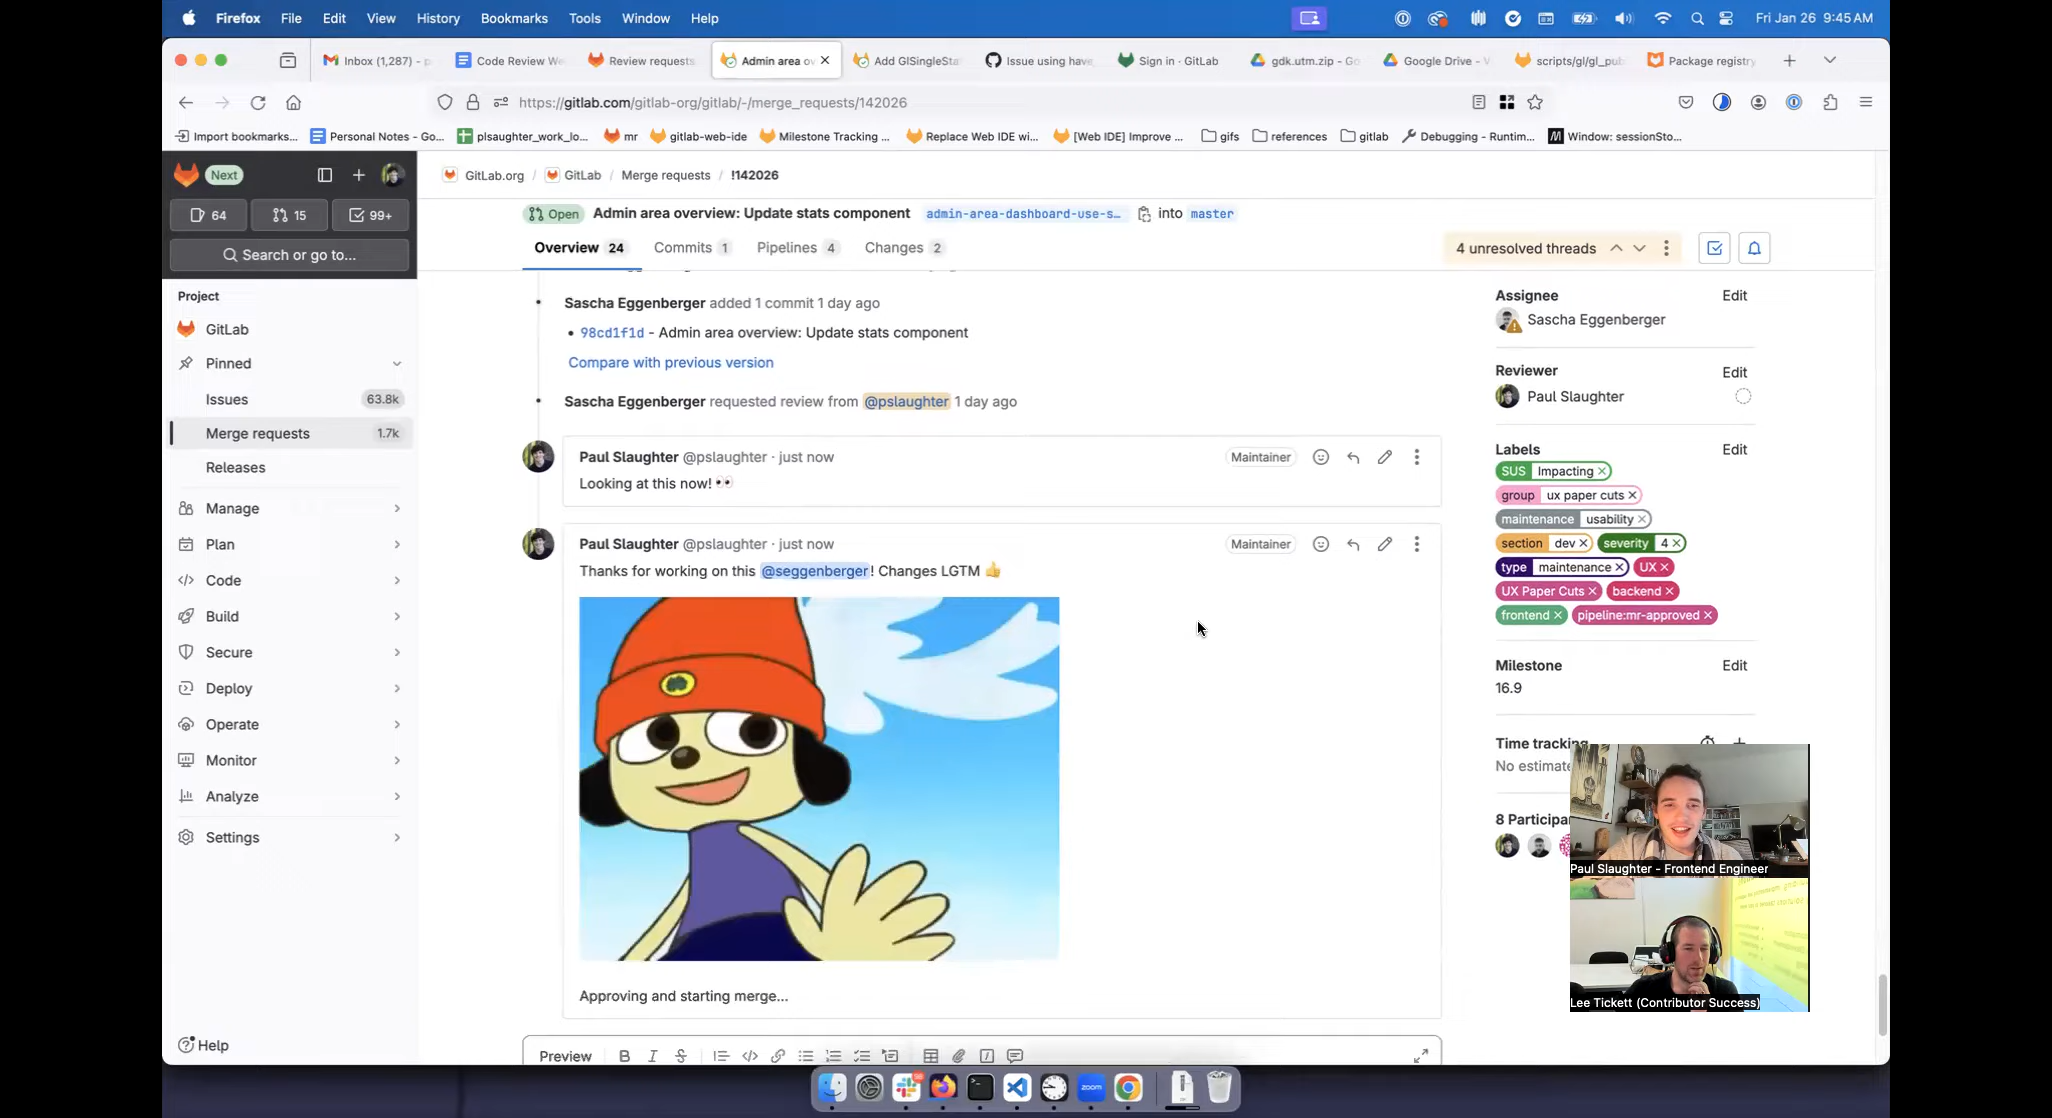 Firefox File Edit View History Bookmarks Tools Window Help Fri Jan 26 9:45 AM
Inbox (1,287) - p Code Review We Review requests Admin area ov Add GlSingleSta Issue using have Sign in · GitLab gdk.utm.zip - Go Google Drive - V scripts/gl/gl_pub Package registry
https://gitlab.com/gitlab-org/gitlab/-/merge_requests/142026
Import bookmarks... Personal Notes - Go... plsaughter_work_lo... mr gitlab-web-ide Milestone Tracking ... Replace Web IDE wi... [Web IDE] Improve ... gifs references gitlab Debugging - Runtim... Window: sessionSto...
Next
64 15 99+
Search or go to...
Project
GitLab
Pinned
Issues 63.8k
Merge requests 1.7k
Releases
Manage
Plan
Code
Build
Secure
Deploy
Operate
Monitor
Analyze
Settings
Help
GitLab.org / GitLab / Merge requests / !142026
Open Admin area overview: Update stats component admin-area-dashboard-use-s… into master
Overview 24 Commits 1 Pipelines 4 Changes 2 4 unresolved threads
Sascha Eggenberger added 1 commit 1 day ago
• 98cd1f1d - Admin area overview: Update stats component
Compare with previous version
Sascha Eggenberger requested review from @pslaughter 1 day ago
Paul Slaughter @pslaughter · just now Maintainer
Looking at this now! 👀
Paul Slaughter @pslaughter · just now Maintainer
Thanks for working on this @seggenberger! Changes LGTM 👍
Approving and starting merge...
Preview B I S
Assignee Edit
Sascha Eggenberger
Reviewer Edit
Paul Slaughter
Labels Edit
SUS Impacting ×
group ux paper cuts ×
maintenance usability ×
section dev × severity 4 ×
type maintenance × UX ×
UX Paper Cuts × backend ×
frontend × pipeline:mr-approved ×
Milestone Edit
16.9
Time tracking
No estimate
8 Participa
Paul Slaughter - Frontend Engineer
Lee Tickett (Contributor Success)
zoom